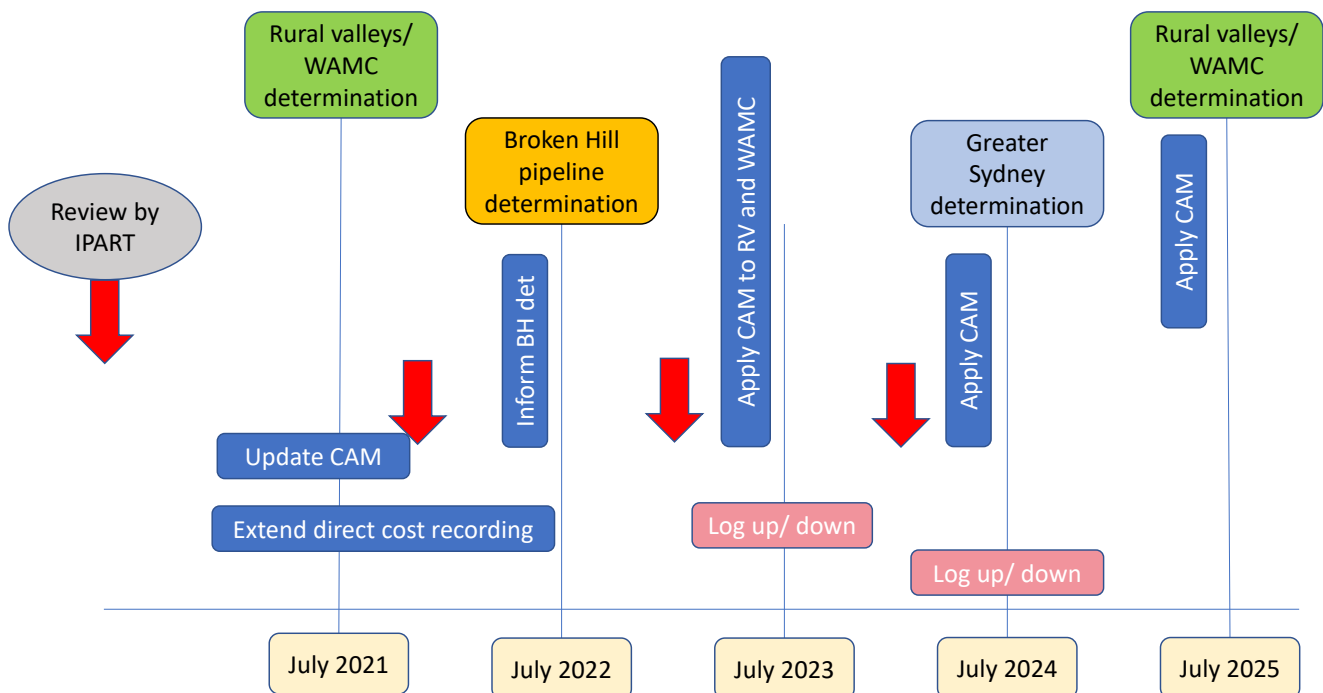 Rural valleys/
WAMC
determination
Rural valleys/
WAMC
determination
Broken Hill
pipeline
determination
Greater
Sydney
determination
Review by
IPART
Inform BH det
Apply CAM to RV and WAMC
Apply CAM
Apply CAM
Update CAM
Extend direct cost recording
Log up/ down
Log up/ down
July 2021
July 2022
July 2023
July 2024
July 2025